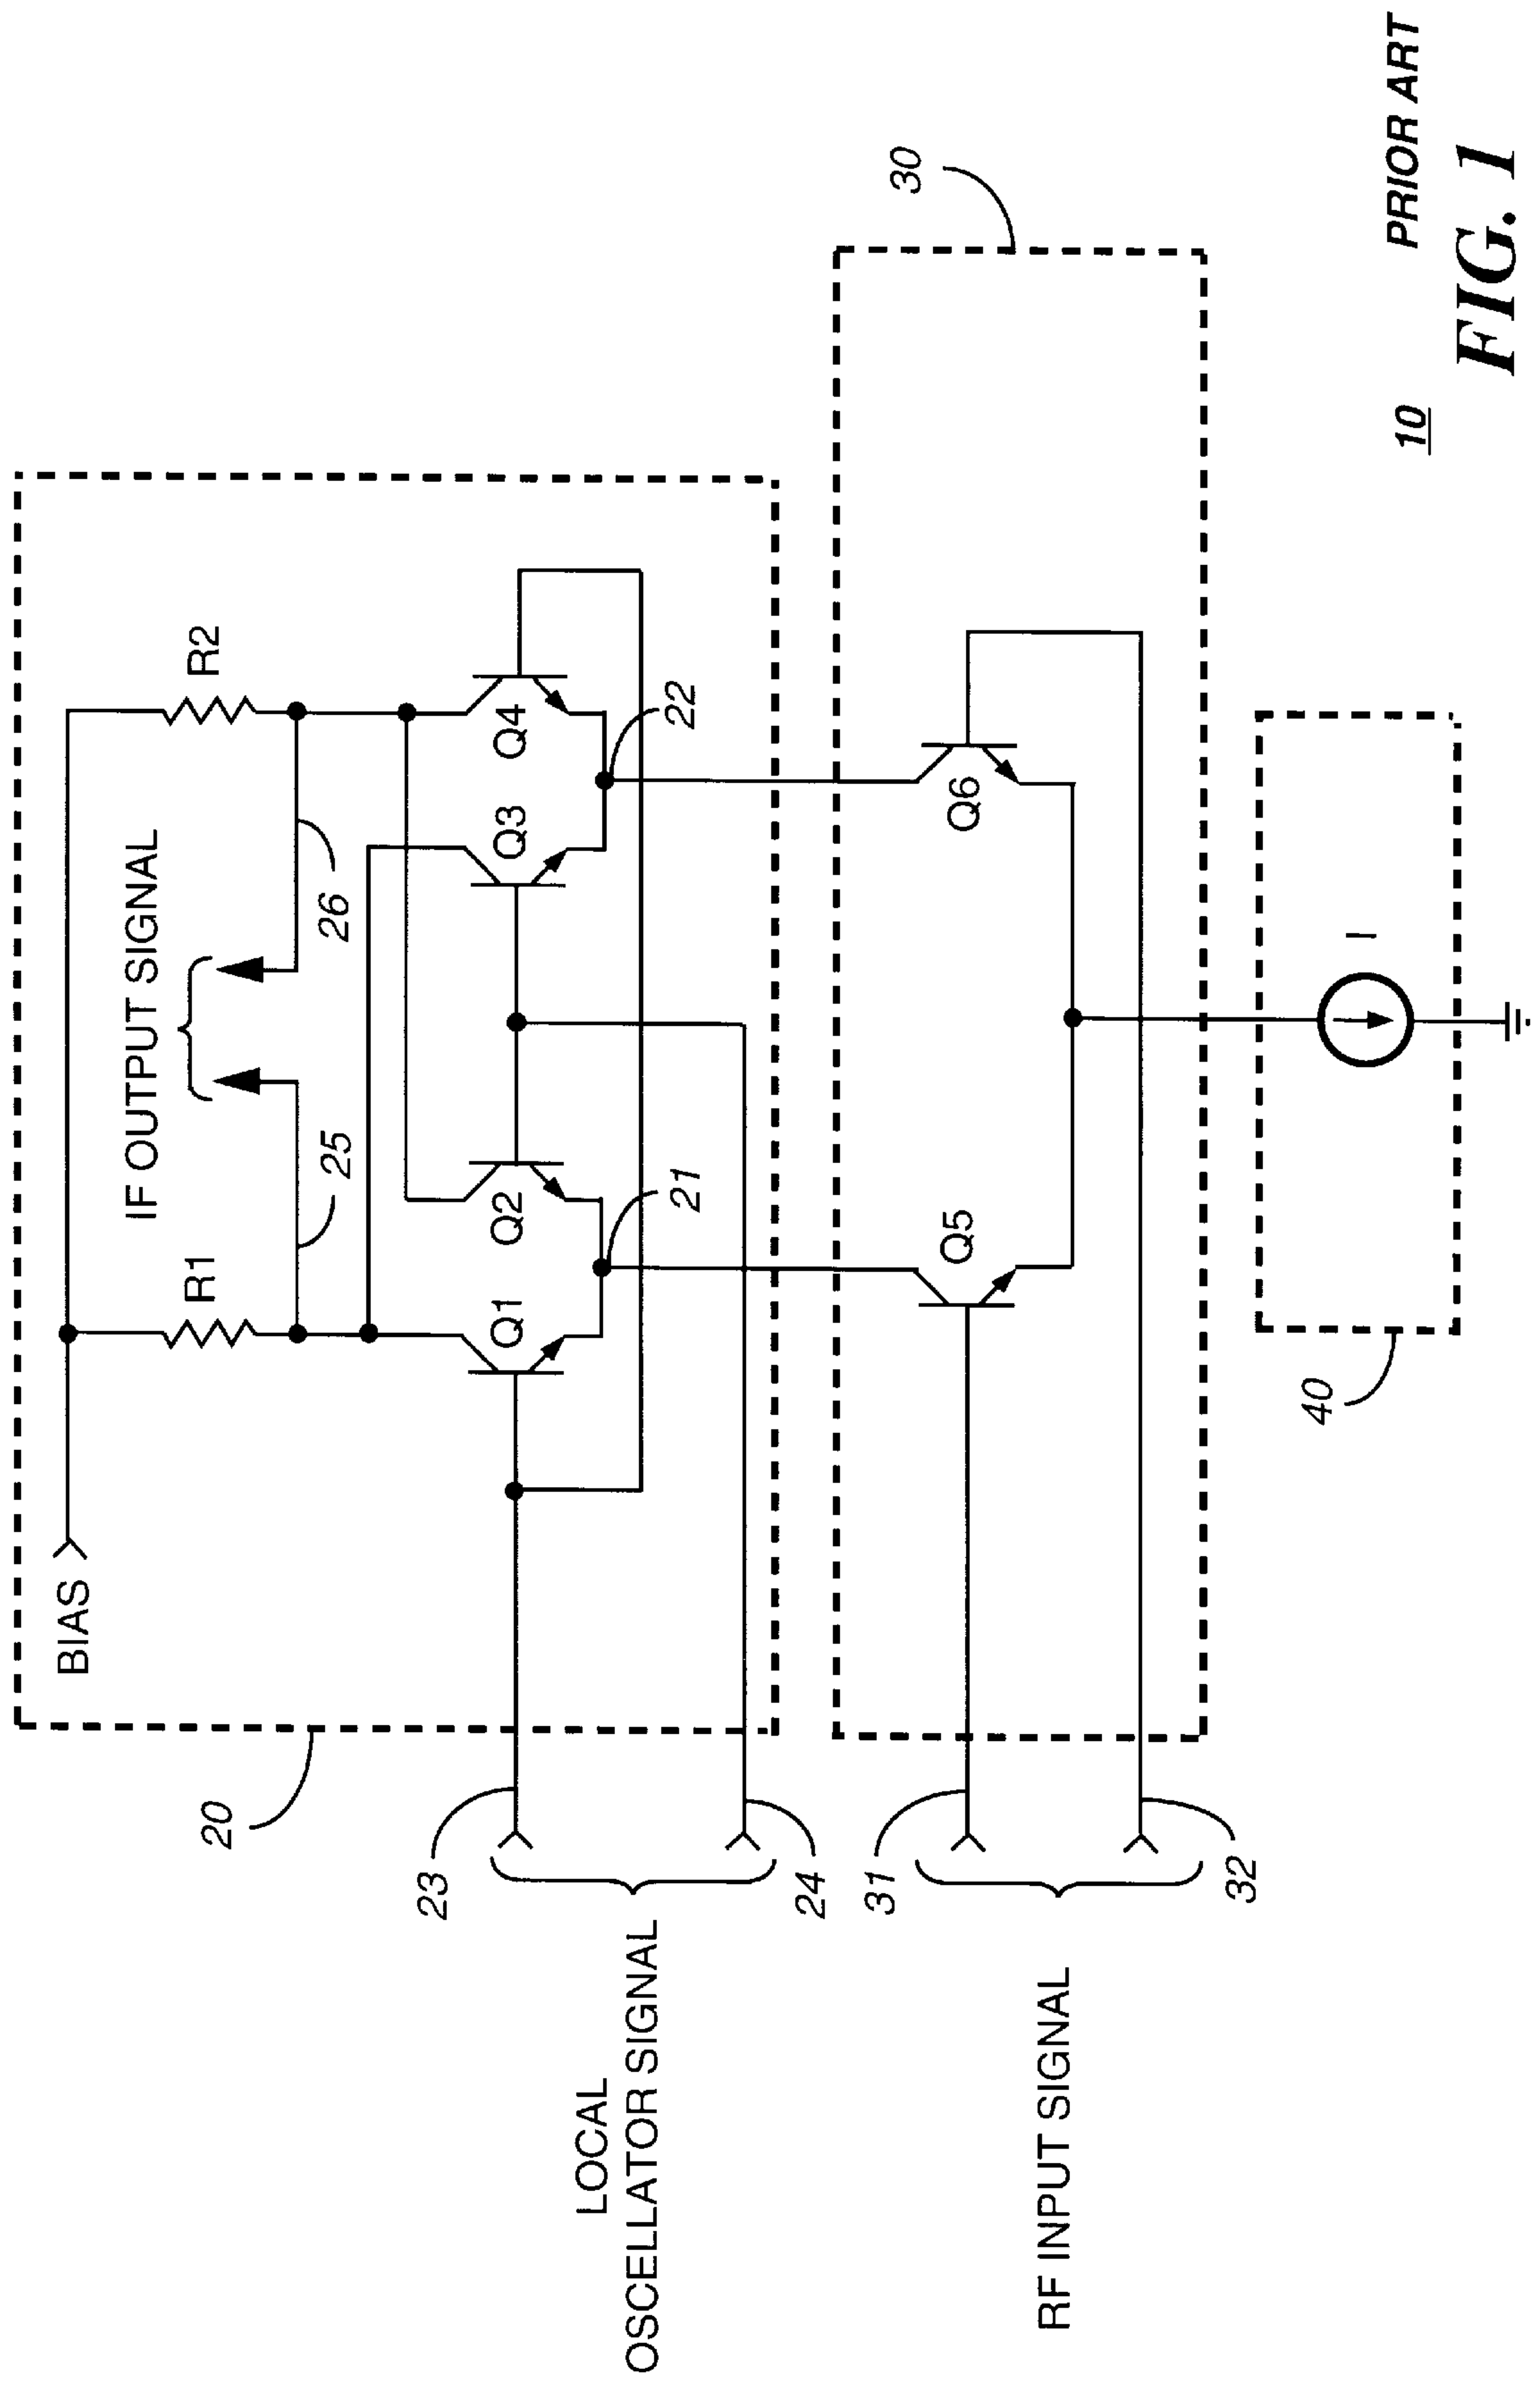 20
BIAS
R1
IF OUTPUT SIGNAL
R2
25
26
23
Q1
Q2
Q3
Q4
LOCAL
OSCELLATOR SIGNAL
24
21
22
30
31
Q5
Q6
RF INPUT SIGNAL
32
40
I
10
PRIOR ART
FIG. 1